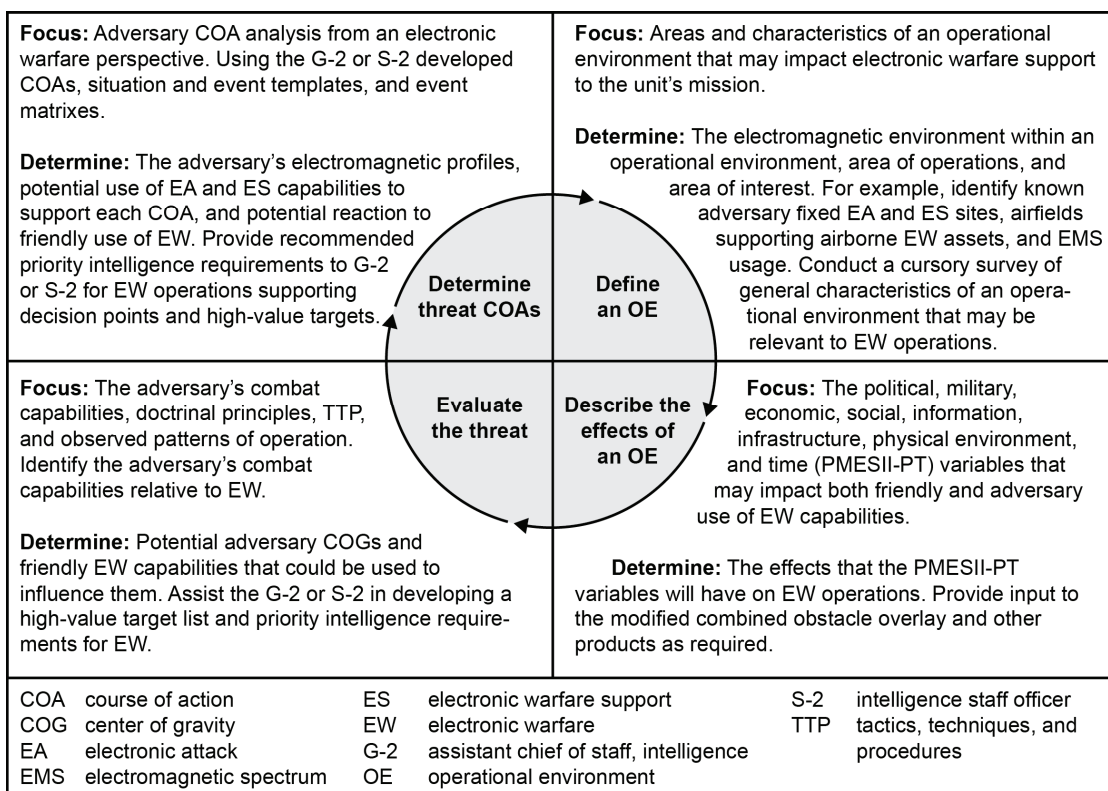 Focus: Adversary COA analysis from an electronic
warfare perspective. Using the G-2 or S-2 developed
COAs, situation and event templates, and event
matrixes.
Determine: The adversary's electromagnetic profiles,
potential use of EA and ES capabilities to
support each COA, and potential reaction to
friendly use of EW. Provide recommended
priority intelligence requirements to G-2
or S-2 for EW operations supporting
decision points and high-value targets.
Focus: Areas and characteristics of an operational
environment that may impact electronic warfare support
to the unit's mission.
Determine: The electromagnetic environment within an
operational environment, area of operations, and
area of interest. For example, identify known
adversary fixed EA and ES sites, airfields
supporting airborne EW assets, and EMS
usage. Conduct a cursory survey of
general characteristics of an opera-
tional environment that may be
relevant to EW operations.
Determine
threat COAs
Define
an OE
Evaluate
the threat
Describe the
effects of
an OE
Focus: The adversary's combat
capabilities, doctrinal principles, TTP,
and observed patterns of operation.
Identify the adversary's combat
capabilities relative to EW.
Determine: Potential adversary COGs and
friendly EW capabilities that could be used to
influence them. Assist the G-2 or S-2 in developing a
high-value target list and priority intelligence require-
ments for EW.
Focus: The political, military,
economic, social, information,
infrastructure, physical environment,
and time (PMESII-PT) variables that
may impact both friendly and adversary
use of EW capabilities.
Determine: The effects that the PMESII-PT
variables will have on EW operations. Provide input to
the modified combined obstacle overlay and other
products as required.
COA course of action
COG center of gravity
EA electronic attack
EMS electromagnetic spectrum
ES electronic warfare support
EW electronic warfare
G-2 assistant chief of staff, intelligence
OE operational environment
S-2 intelligence staff officer
TTP tactics, techniques, and
procedures